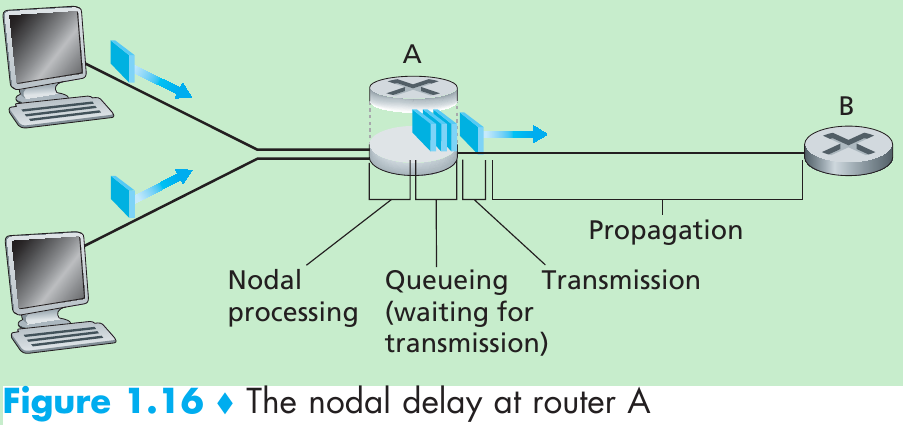 A
B
Propagation
Nodal
processing
Queueing
(waiting for
transmission)
Transmission
Figure 1.16 ♦ The nodal delay at router A